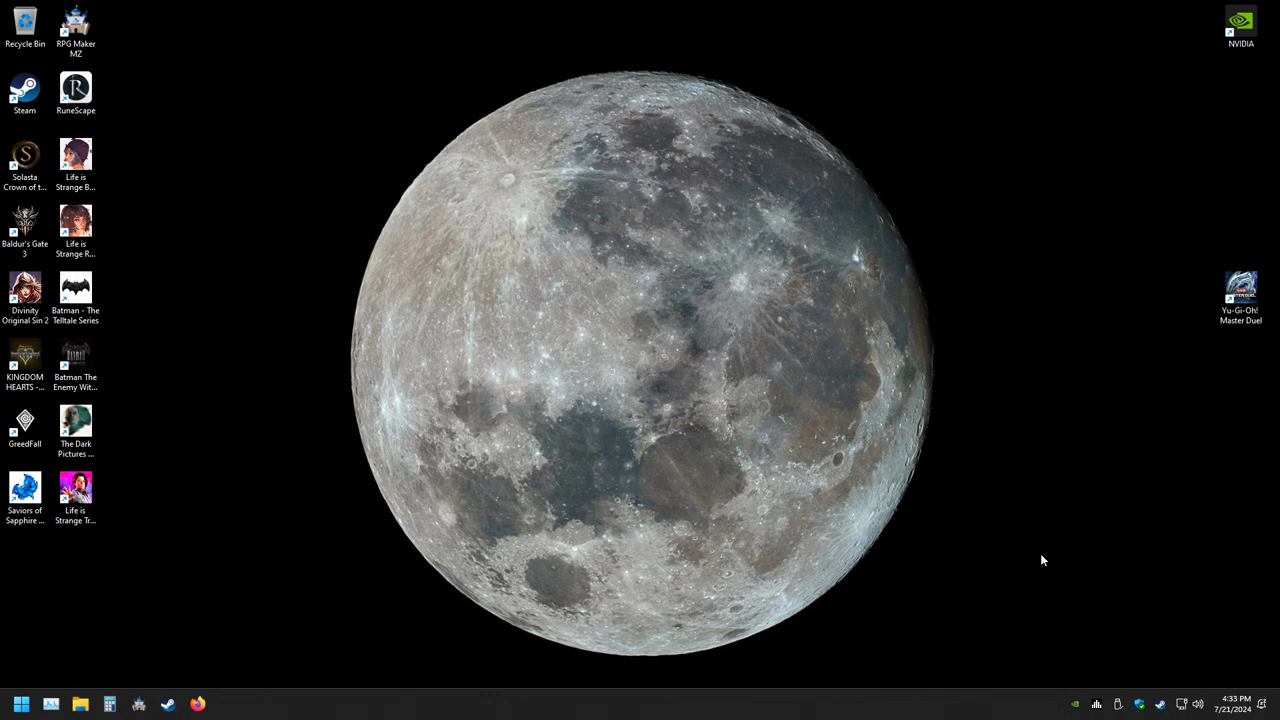 Recycle Bin
RPG Maker
MZ
NVIDIA
Steam
RuneScape
Solasta
Crown of t...
Life is
Strange B...
Baldur's Gate
3
Life is
Strange R...
Divinity
Original Sin 2
Batman - The
Telltale Series
Yu-Gi-Oh!
Master Duel
KINGDOM
HEARTS -...
Batman The
Enemy Wit...
GreedFall
The Dark
Pictures ...
Saviors of
Sapphire ...
Life is
Strange Tr...
4:33 PM
7/21/2024